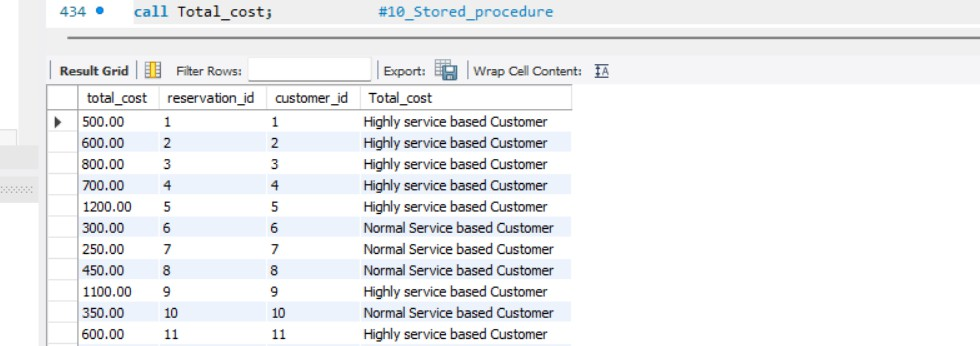 434 call Total_cost; #10_Stored_procedure
Result Grid Filter Rows: Export: Wrap Cell Content: IA
total_cost reservation_id customer_id Total_cost
500.00 1 1 Highly service based Customer
600.00 2 2 Highly service based Customer
800.00 3 3 Highly service based Customer
700.00 4 4 Highly service based Customer
1200.00 5 5 Highly service based Customer
300.00 6 6 Normal Service based Customer
250.00 7 7 Normal Service based Customer
450.00 8 8 Normal Service based Customer
1100.00 9 9 Highly service based Customer
350.00 10 10 Normal Service based Customer
600.00 11 11 Highly service based Customer